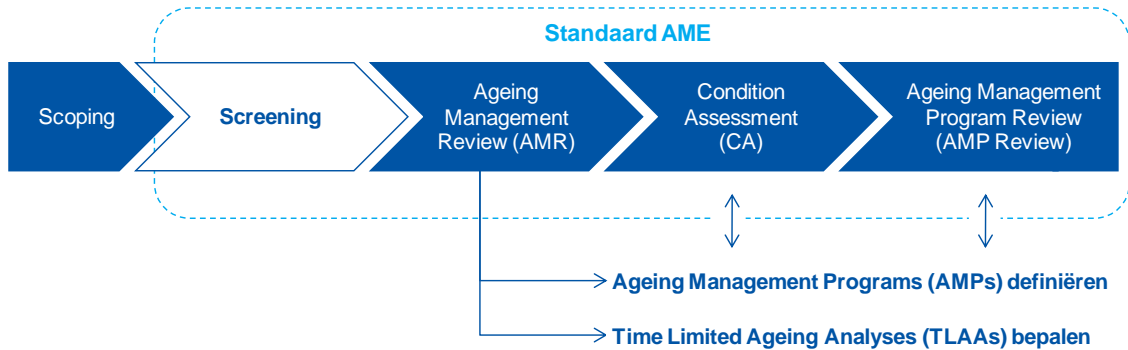 Standaard AME
Scoping
Screening
Ageing
Management
Review (AMR)
Condition
Assessment
(CA)
Ageing Management
Program Review
(AMP Review)
Ageing Management Programs (AMPs) definiëren
Time Limited Ageing Analyses (TLAAs) bepalen